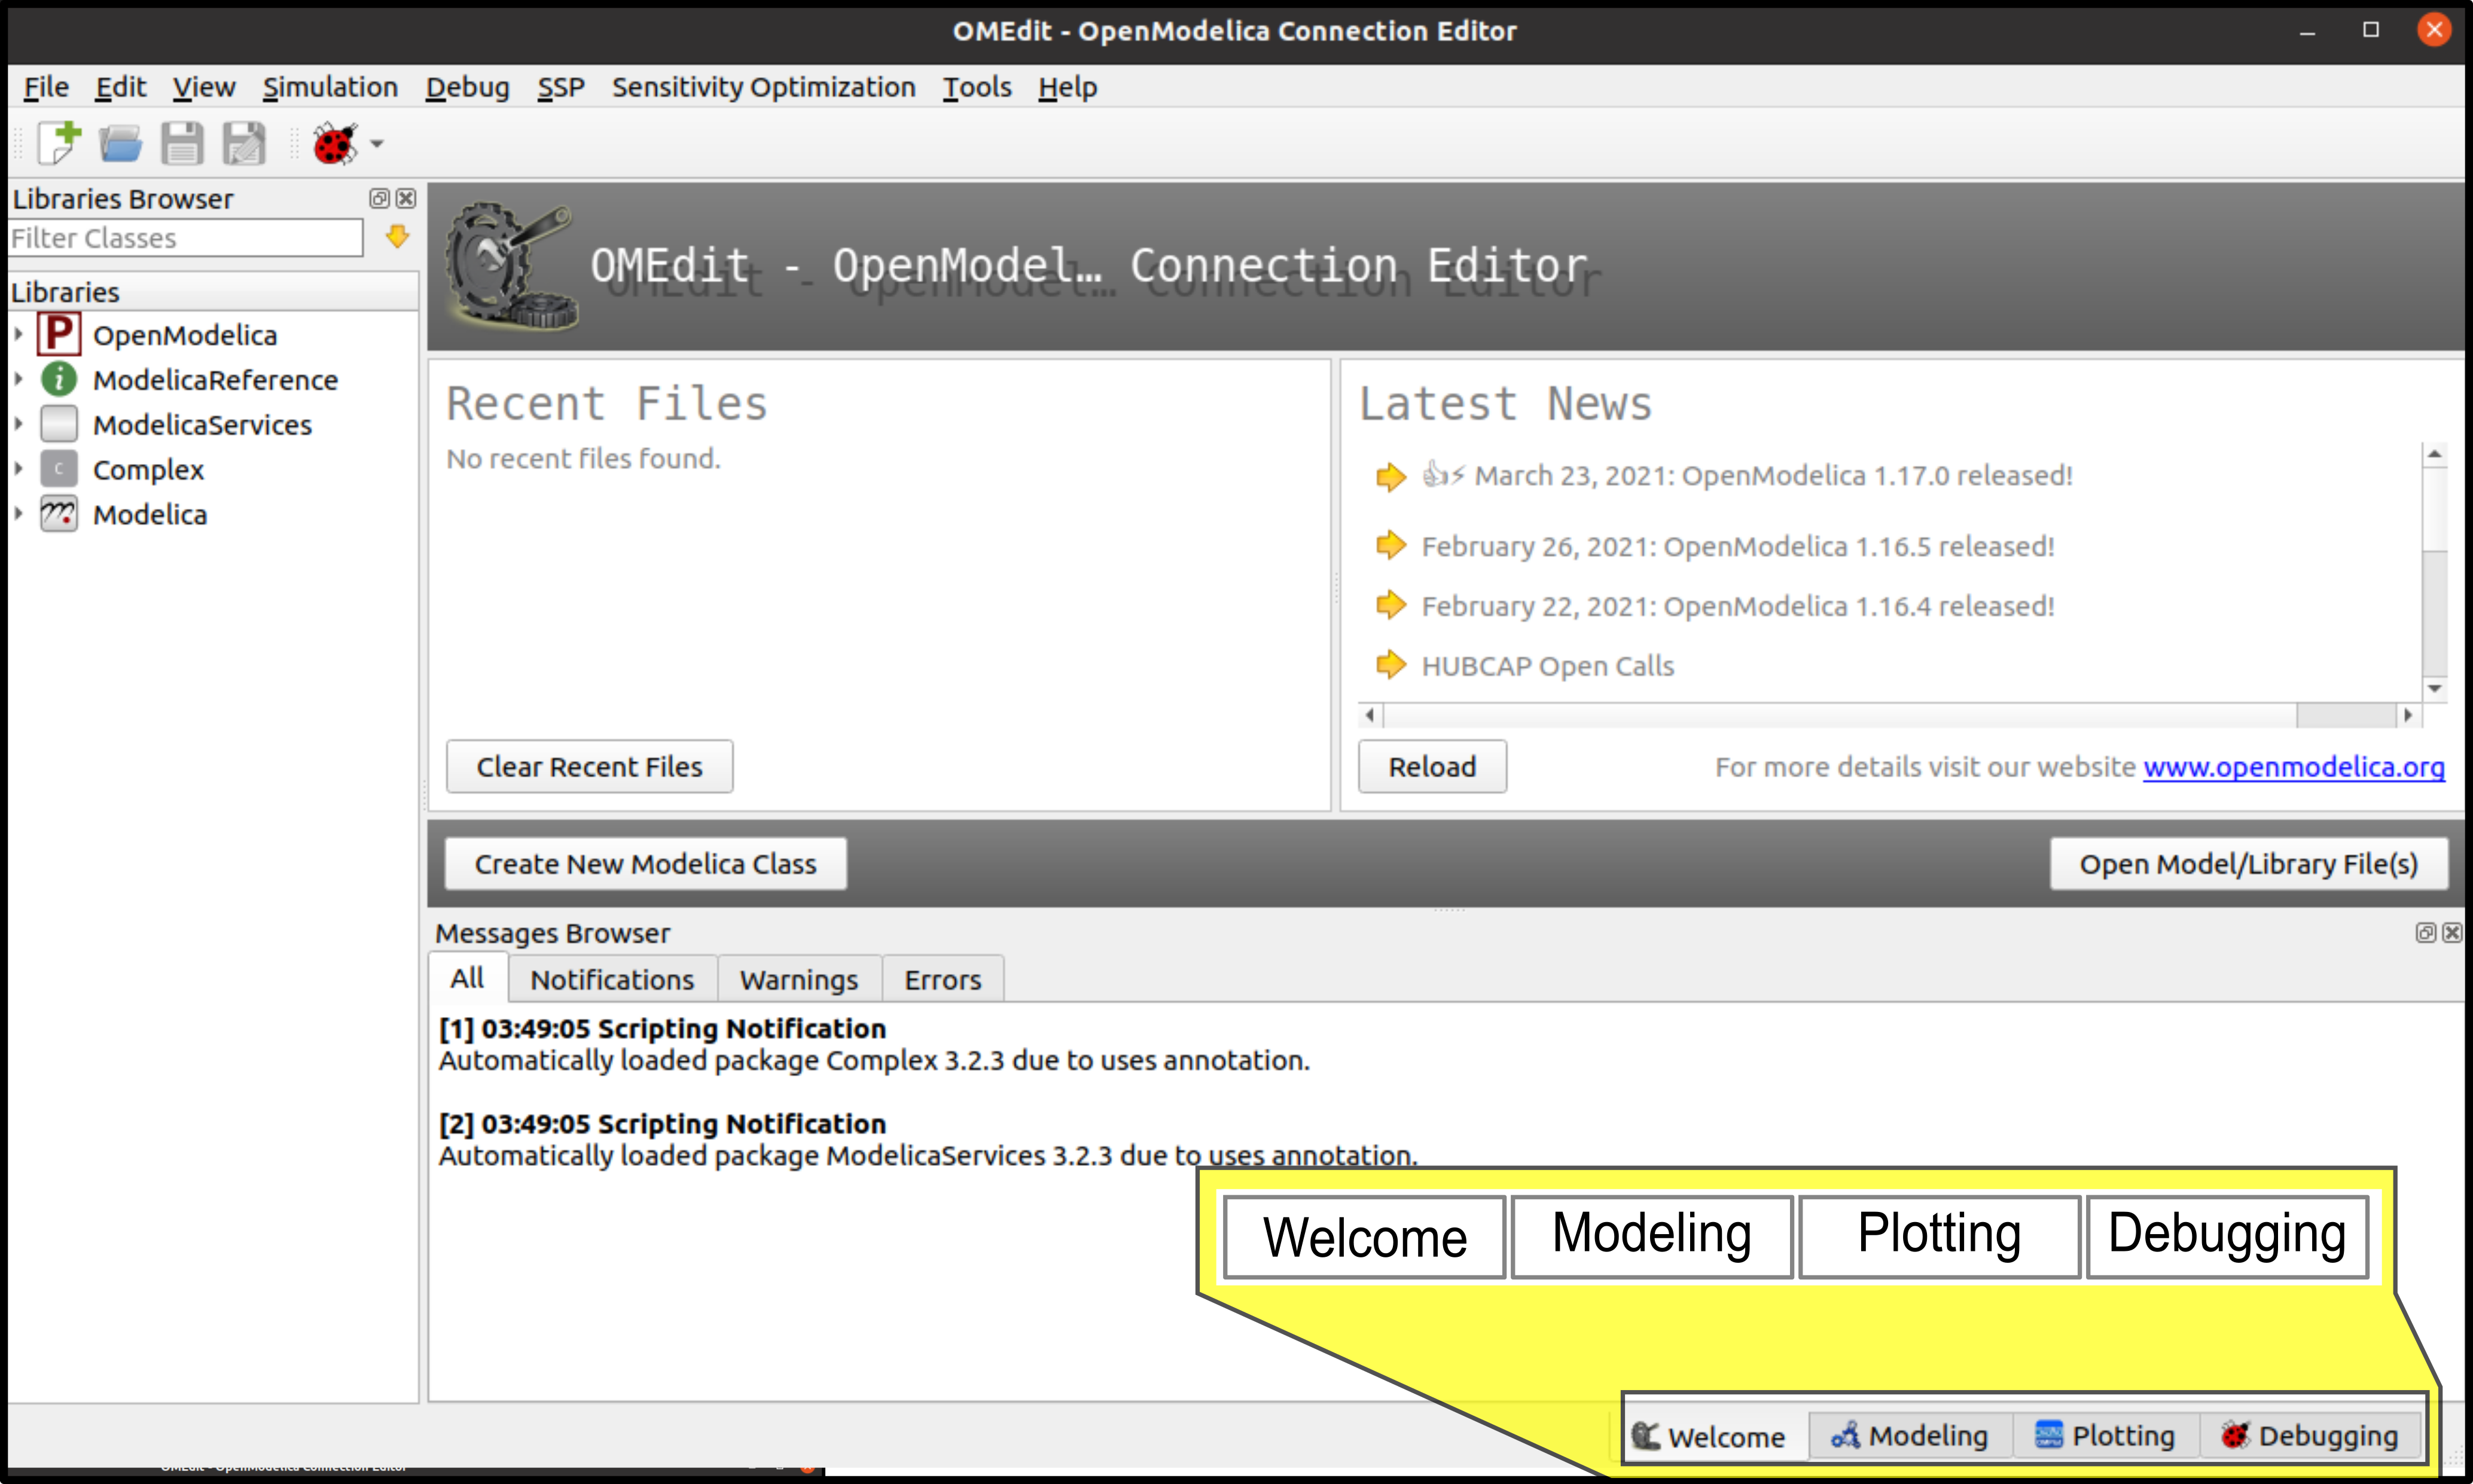 OMEdit - OpenModelica Connection Editor
File Edit View Simulation Debug SSP Sensitivity Optimization Tools Help
Libraries Browser
Filter Classes
Libraries
P OpenModelica
i ModelicaReference
ModelicaServices
C Complex
Modelica
OMEdit - OpenModel… Connection Editor
Recent Files
No recent files found.
Clear Recent Files
Latest News
👍⚡ March 23, 2021: OpenModelica 1.17.0 released!
February 26, 2021: OpenModelica 1.16.5 released!
February 22, 2021: OpenModelica 1.16.4 released!
HUBCAP Open Calls
Reload
For more details visit our website www.openmodelica.org
Create New Modelica Class
Open Model/Library File(s)
Messages Browser
All Notifications Warnings Errors
[1] 03:49:05 Scripting Notification
Automatically loaded package Complex 3.2.3 due to uses annotation.
[2] 03:49:05 Scripting Notification
Automatically loaded package ModelicaServices 3.2.3 due to uses annotation.
Welcome Modeling Plotting Debugging
Welcome Modeling Plotting Debugging
OMEdit - OpenModelica Connection Editor